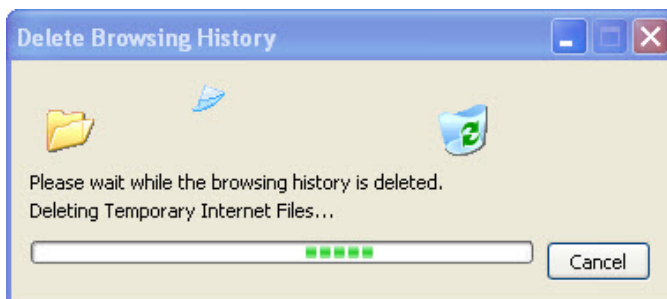 Delete Browsing History
Please wait while the browsing history is deleted.
Deleting Temporary Internet Files...
Cancel